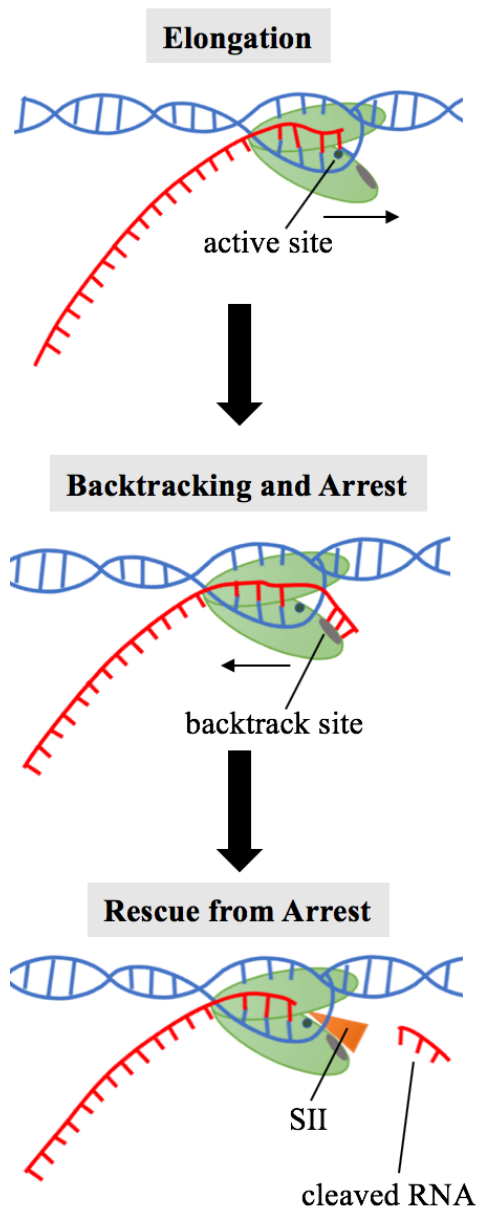 Elongation
active site
Backtracking and Arrest
backtrack site
Rescue from Arrest
SII
cleaved RNA